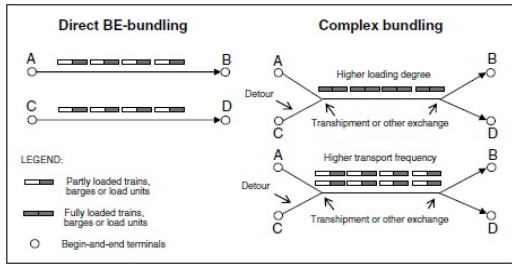 Direct BE-bundling
A
B
C
D
LEGEND:
Partly loaded trains,
barges or load units
Fully loaded trains,
barges or load units
Begin-and-end terminals
Complex bundling
A
B
Higher loading degree
Detour
Transhipment or other exchange
C
D
A
B
Higher transport frequency
Detour
Transhipment or other exchange
C
D